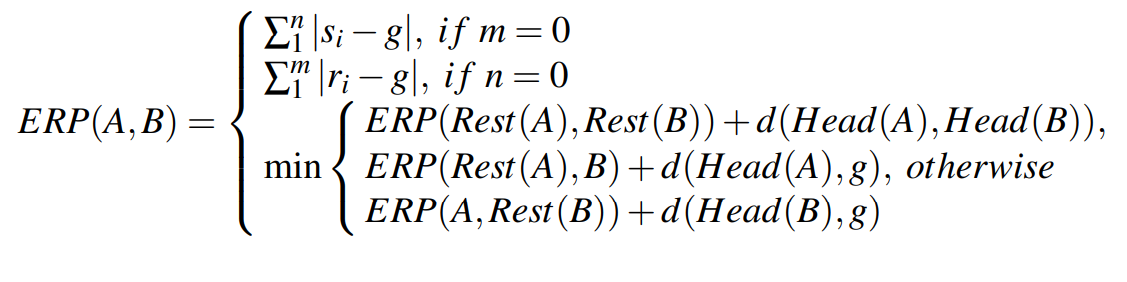 ∑₁ⁿ |sᵢ − g|, if m = 0
∑₁ᵐ |rᵢ − g|, if n = 0
ERP(A,B) = { min { ERP(Rest(A),Rest(B)) + d(Head(A),Head(B)),
ERP(Rest(A),B) + d(Head(A),g), otherwise
ERP(A,Rest(B)) + d(Head(B),g)